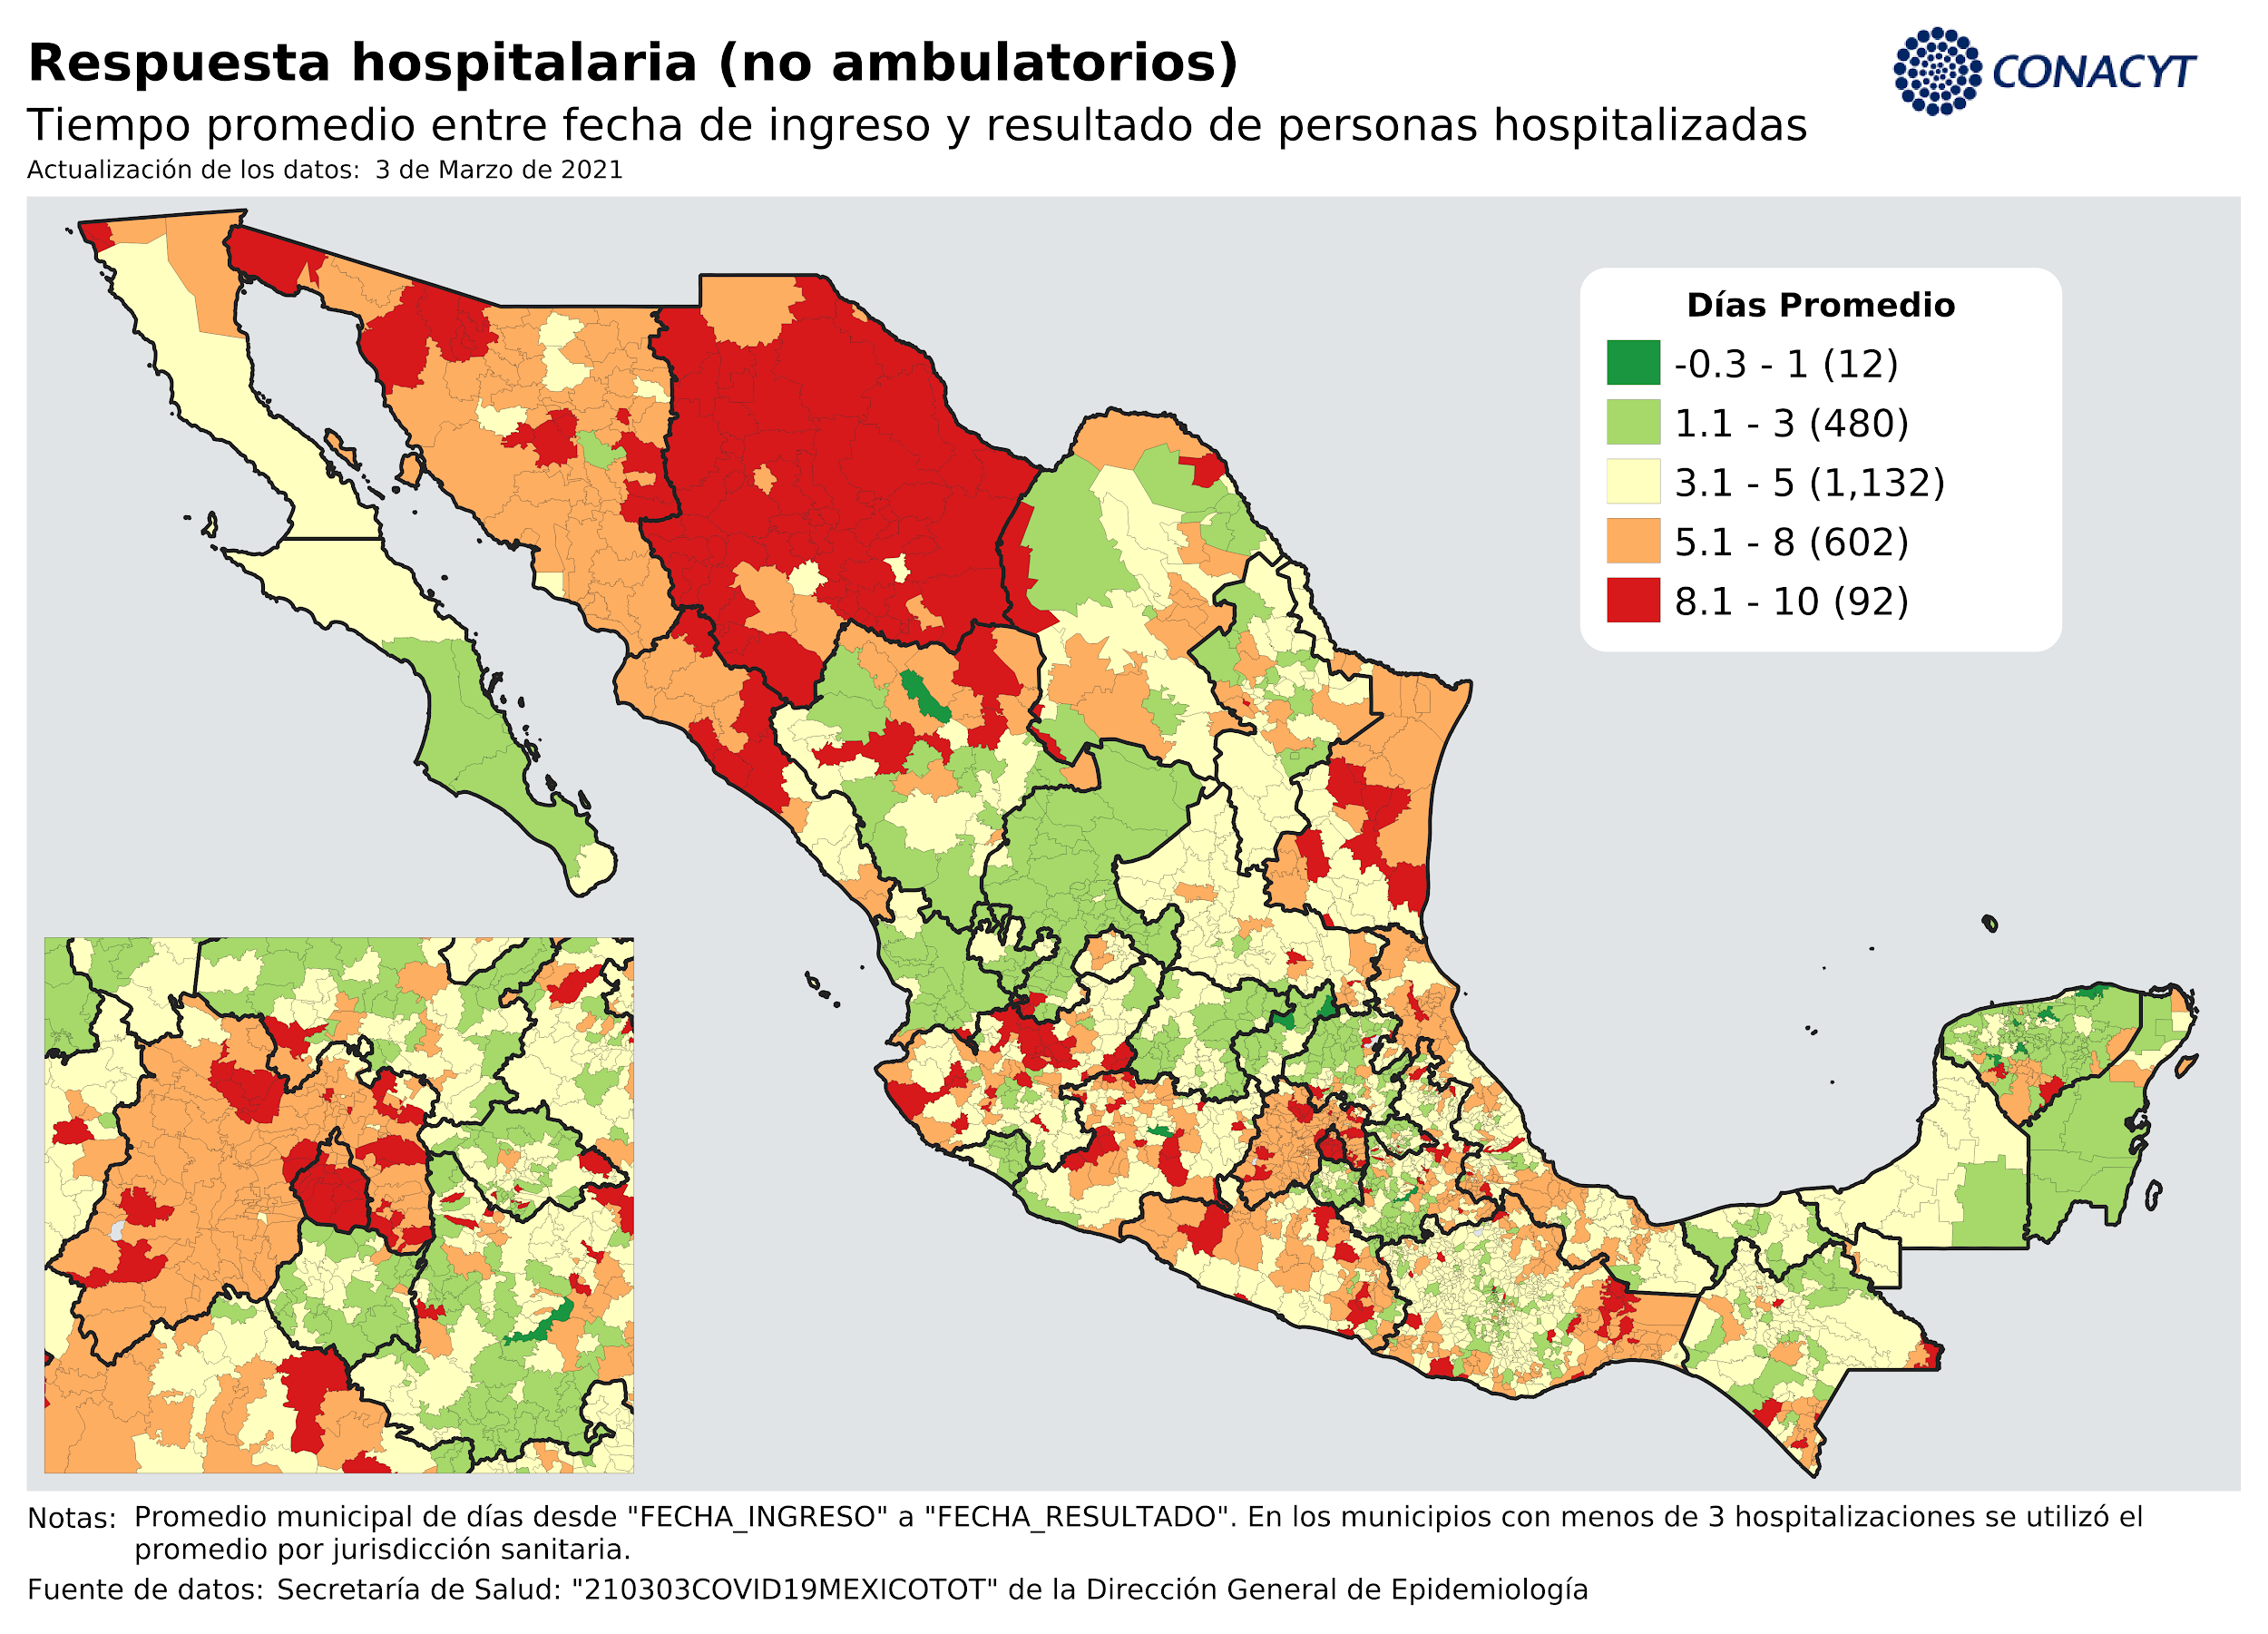 Respuesta hospitalaria (no ambulatorios)
CONACYT
Tiempo promedio entre fecha de ingreso y resultado de personas hospitalizadas
Actualización de los datos: 3 de Marzo de 2021
Días Promedio
-0.3 - 1 (12)
1.1 - 3 (480)
3.1 - 5 (1,132)
5.1 - 8 (602)
8.1 - 10 (92)
Notas: Promedio municipal de días desde "FECHA_INGRESO" a "FECHA_RESULTADO". En los municipios con menos de 3 hospitalizaciones se utilizó el
promedio por jurisdicción sanitaria.
Fuente de datos: Secretaría de Salud: "210303COVID19MEXICOTOT" de la Dirección General de Epidemiología